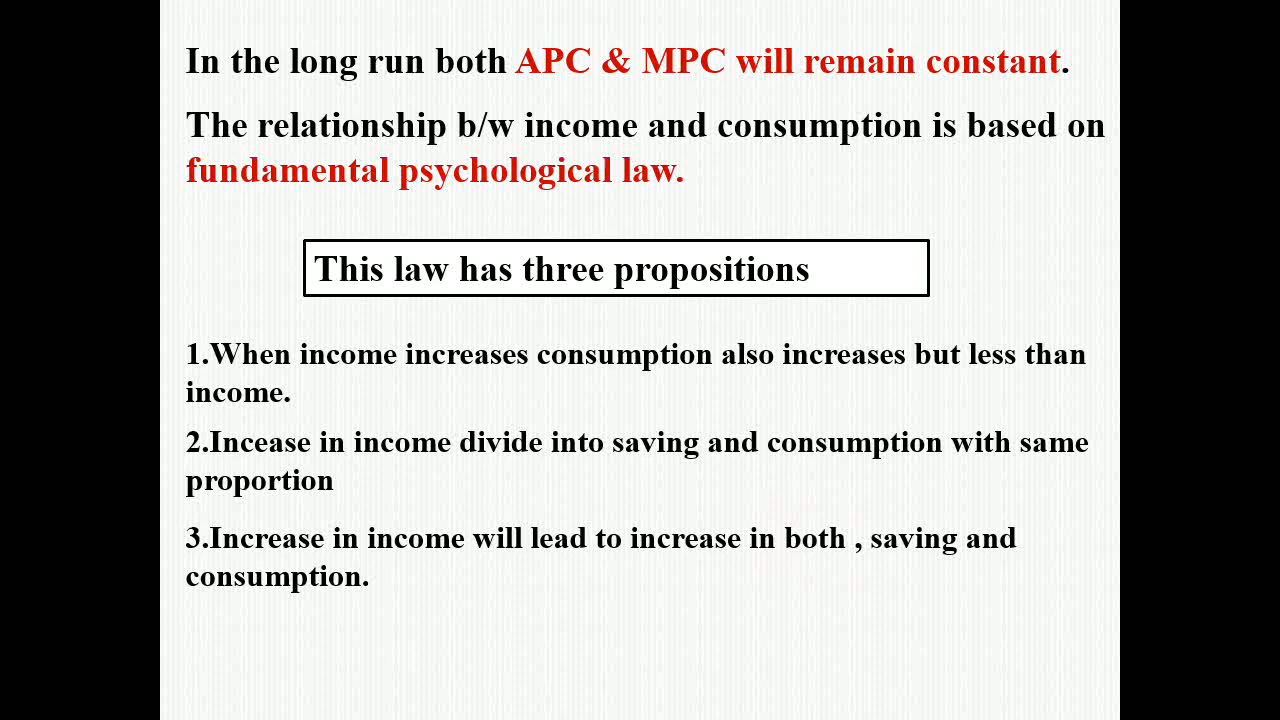 In the long run both APC & MPC will remain constant.
The relationship b/w income and consumption is based on
fundamental psychological law.
This law has three propositions
1.When income increases consumption also increases but less than
income.
2.Incease in income divide into saving and consumption with same
proportion
3.Increase in income will lead to increase in both , saving and
consumption.